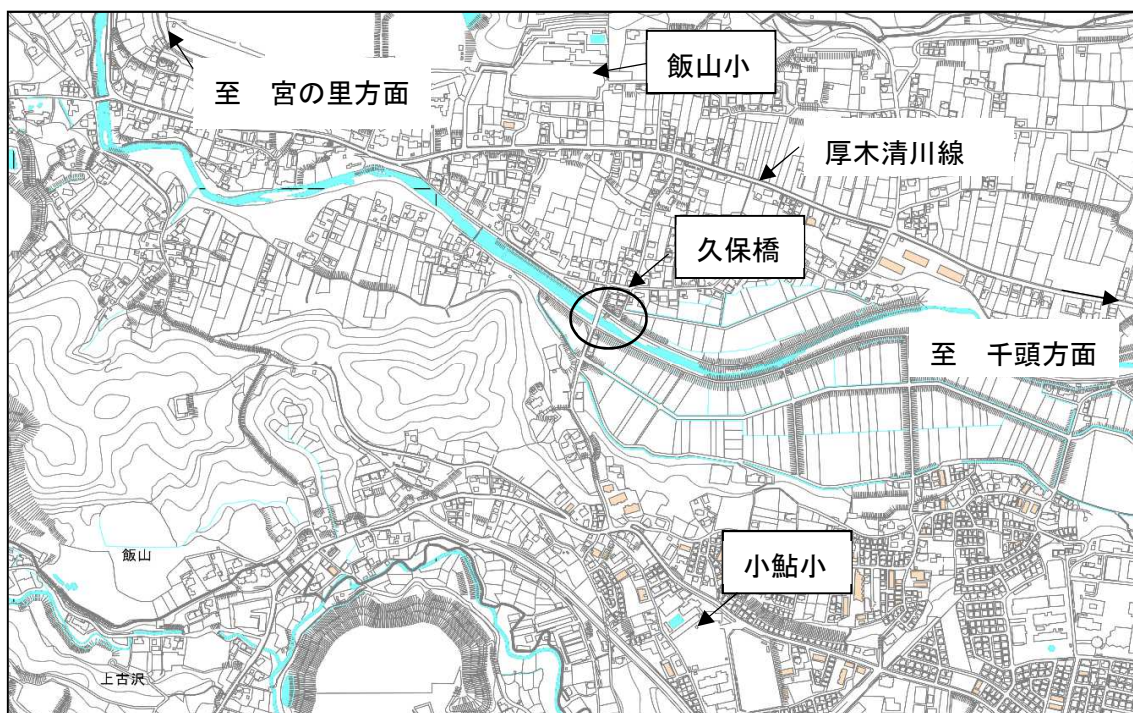 飯山小
至　宮の里方面
厚木清川線
久保橋
至　千頭方面
飯山
小鮎小
上古沢